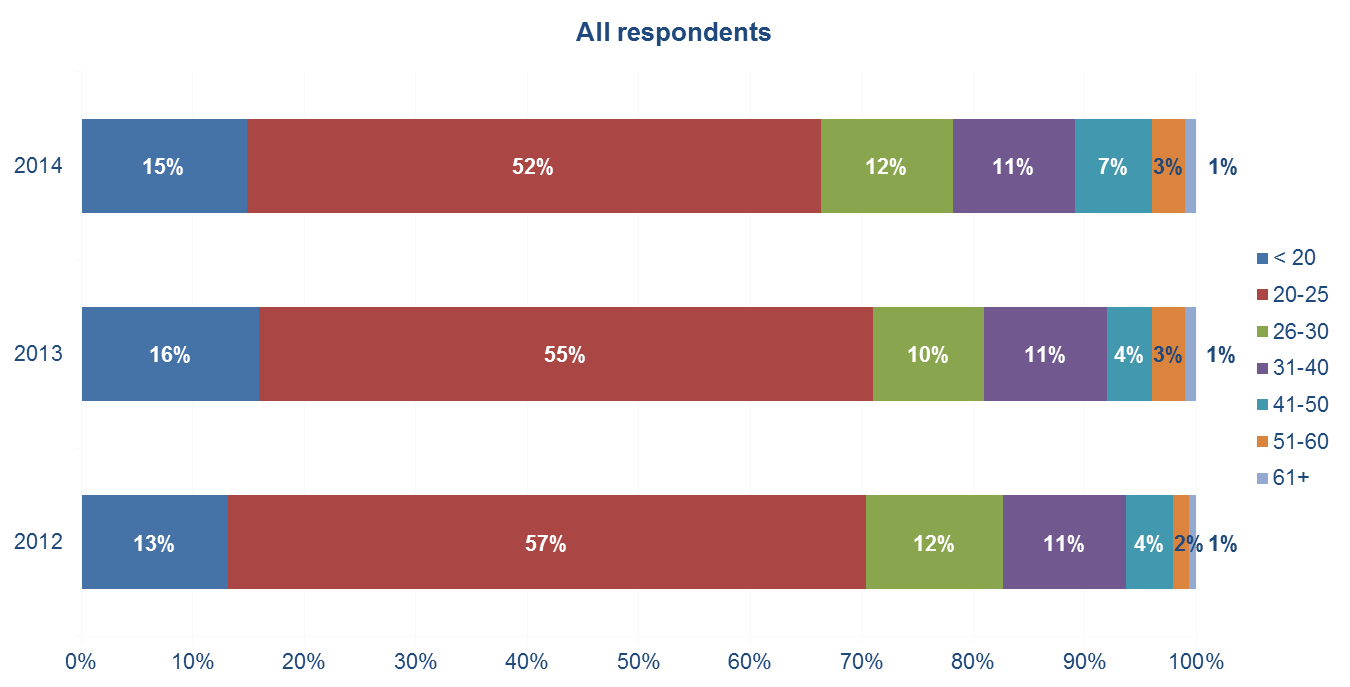 All respondents
2014 15% 52% 12% 11% 7% 3% 1%
2013 16% 55% 10% 11% 4% 3% 1%
2012 13% 57% 12% 11% 4% 2% 1%
0% 10% 20% 30% 40% 50% 60% 70% 80% 90% 100%
< 20
20-25
26-30
31-40
41-50
51-60
61+